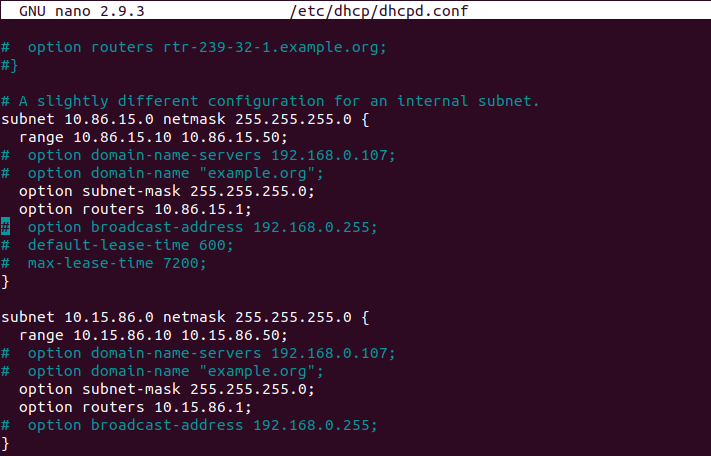 GNU nano 2.9.3 /etc/dhcp/dhcpd.conf
#  option routers rtr-239-32-1.example.org;
#}
# A slightly different configuration for an internal subnet.
subnet 10.86.15.0 netmask 255.255.255.0 {
  range 10.86.15.10 10.86.15.50;
#  option domain-name-servers 192.168.0.107;
#  option domain-name "example.org";
  option subnet-mask 255.255.255.0;
  option routers 10.86.15.1;
#  option broadcast-address 192.168.0.255;
#  default-lease-time 600;
#  max-lease-time 7200;
}
subnet 10.15.86.0 netmask 255.255.255.0 {
  range 10.15.86.10 10.15.86.50;
#  option domain-name-servers 192.168.0.107;
#  option domain-name "example.org";
  option subnet-mask 255.255.255.0;
  option routers 10.15.86.1;
#  option broadcast-address 192.168.0.255;
}